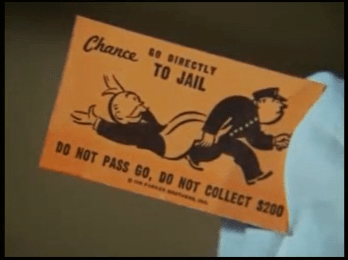 Chance GO DIRECTLY
TO JAIL
DO NOT PASS GO, DO NOT COLLECT $200